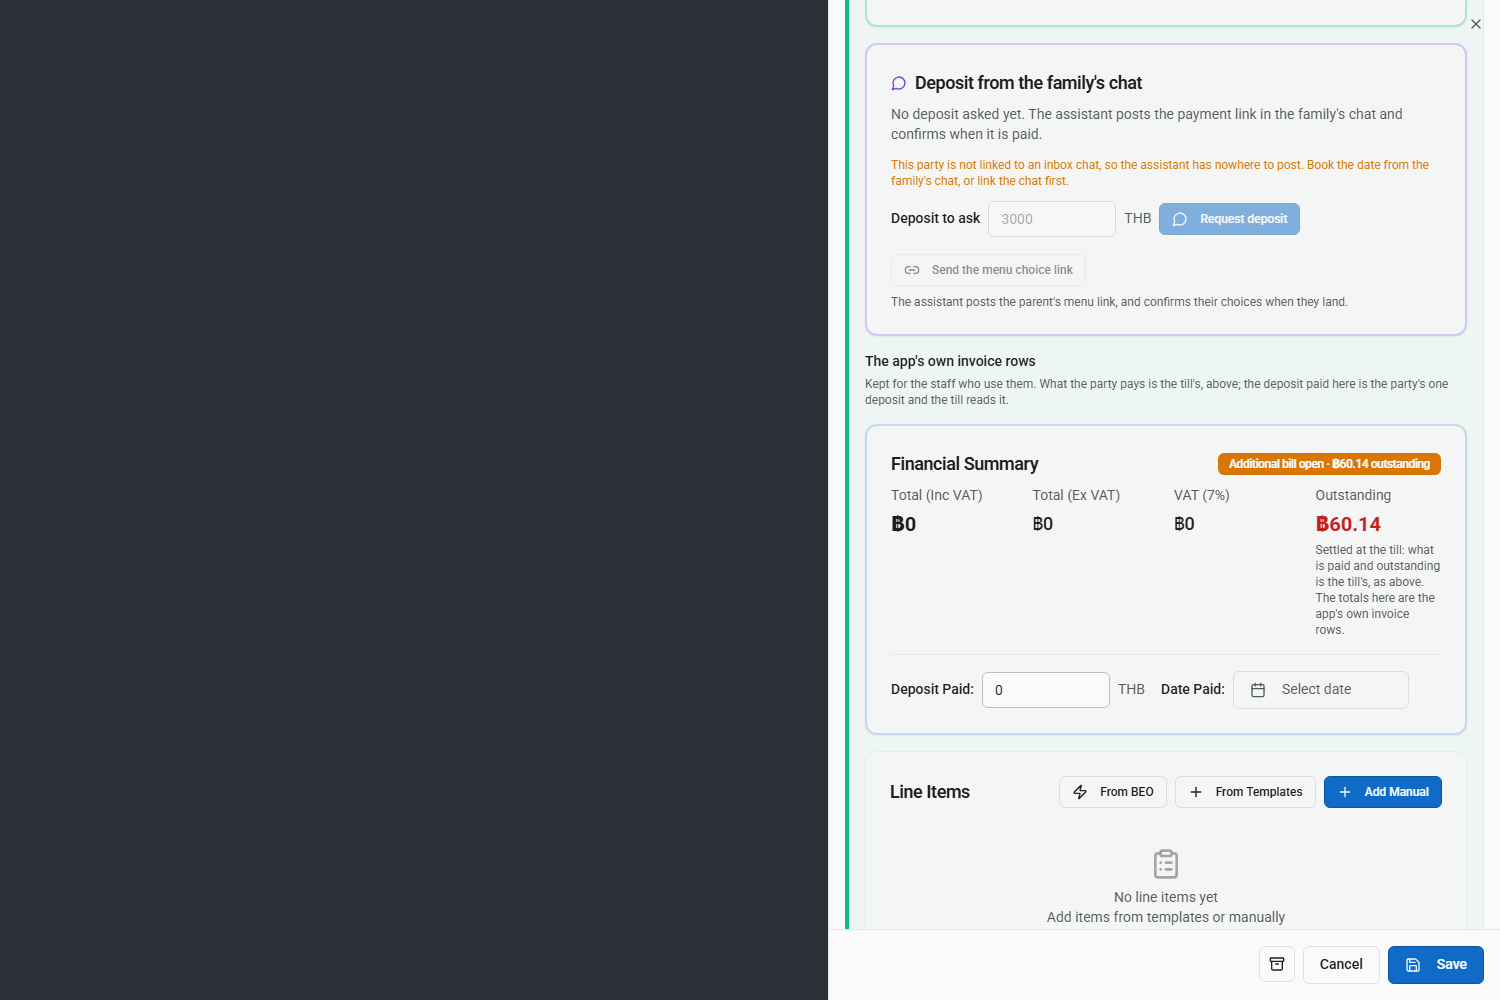 Deposit from the family's chat
No deposit asked yet. The assistant posts the payment link in the family's chat and
confirms when it is paid.
This party is not linked to an inbox chat, so the assistant has nowhere to post. Book the date from the
family's chat, or link the chat first.
Deposit to ask 3000 THB Request deposit
Send the menu choice link
The assistant posts the parent's menu link, and confirms their choices when they land.
The app's own invoice rows
Kept for the staff who use them. What the party pays is the till's, above; the deposit paid here is the party's one
deposit and the till reads it.
Financial Summary Additional bill open · ฿60.14 outstanding
Total (Inc VAT) Total (Ex VAT) VAT (7%) Outstanding
฿0 ฿0 ฿0 ฿60.14
Settled at the till: what
is paid and outstanding
is the till's, as above.
The totals here are the
app's own invoice
rows.
Deposit Paid: 0 THB Date Paid: Select date
Line Items From BEO From Templates Add Manual
No line items yet
Add items from templates or manually
Cancel Save